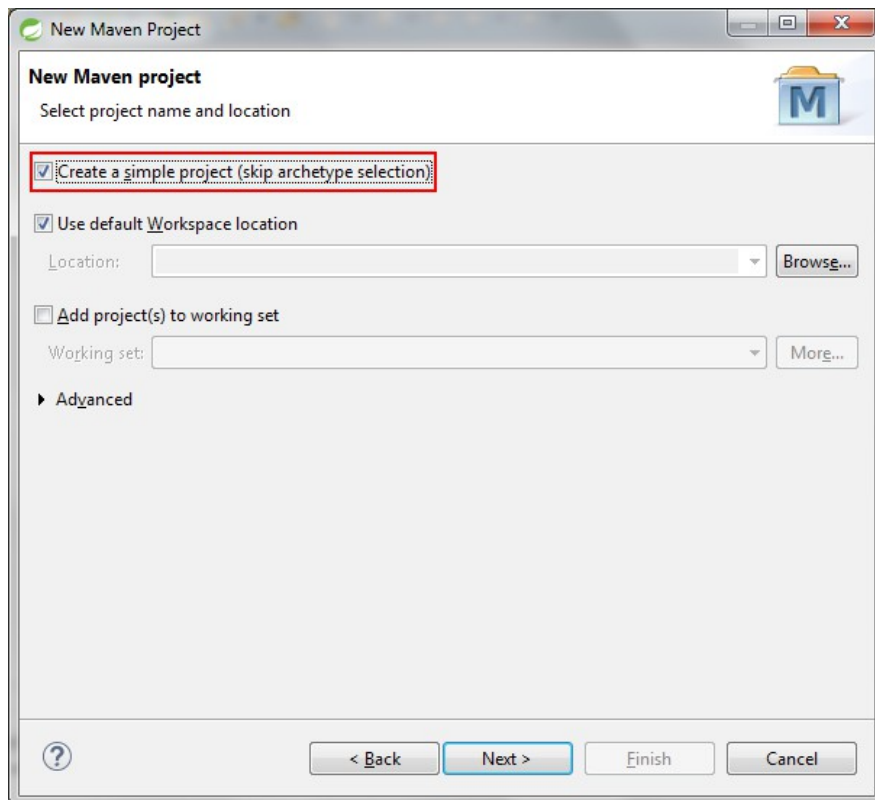 New Maven Project
New Maven project
Select project name and location
M
Create a simple project (skip archetype selection)
Use default Workspace location
Location:
Browse...
Add project(s) to working set
Working set:
More...
Advanced
?
< Back
Next >
Finish
Cancel